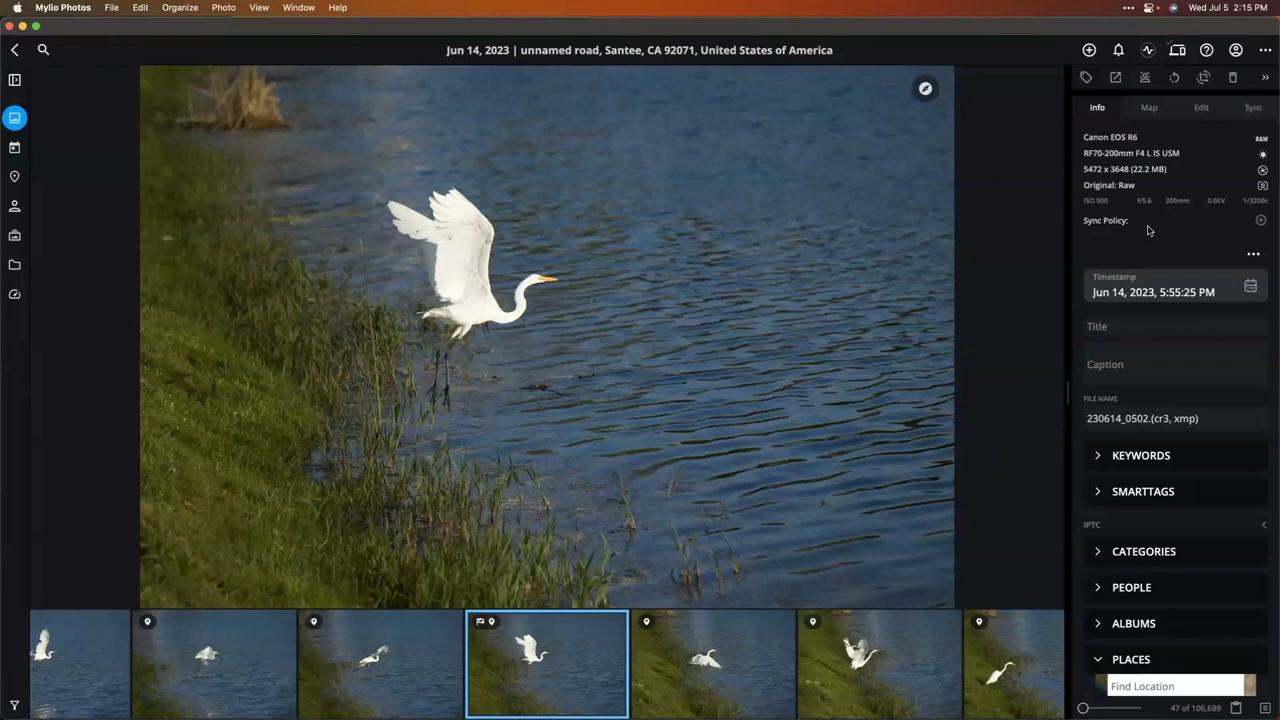 Mylio Photos File Edit Organize Photo View Window Help Wed Jul 5 2:15 PM
Jun 14, 2023 | unnamed road, Santee, CA 92071, United States of America
Info Map Edit Sync
Canon EOS R6 RAW
RF70-200mm F4 L IS USM
5472 x 3648 (22.2 MB)
Original: Raw
ISO 500 f/5.6 200mm 0.0EV 1/3200s
Sync Policy:
Timestamp
Jun 14, 2023, 5:55:25 PM
Title
Caption
FILE NAME
230614_0502.(cr3, xmp)
KEYWORDS
SMARTTAGS
IPTC
CATEGORIES
PEOPLE
ALBUMS
PLACES
Find Location
47 of 106,689